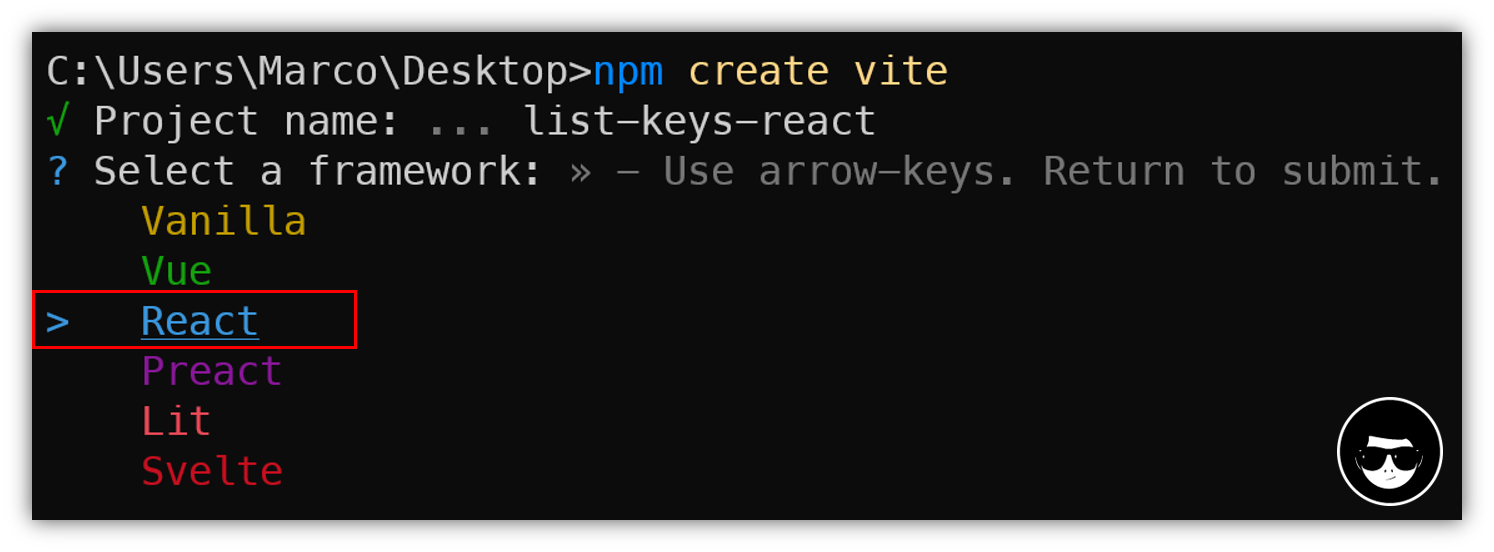 C:\Users\Marco\Desktop>npm create vite
√ Project name: ... list-keys-react
? Select a framework: » - Use arrow-keys. Return to submit.
Vanilla
Vue
> React
Preact
Lit
Svelte